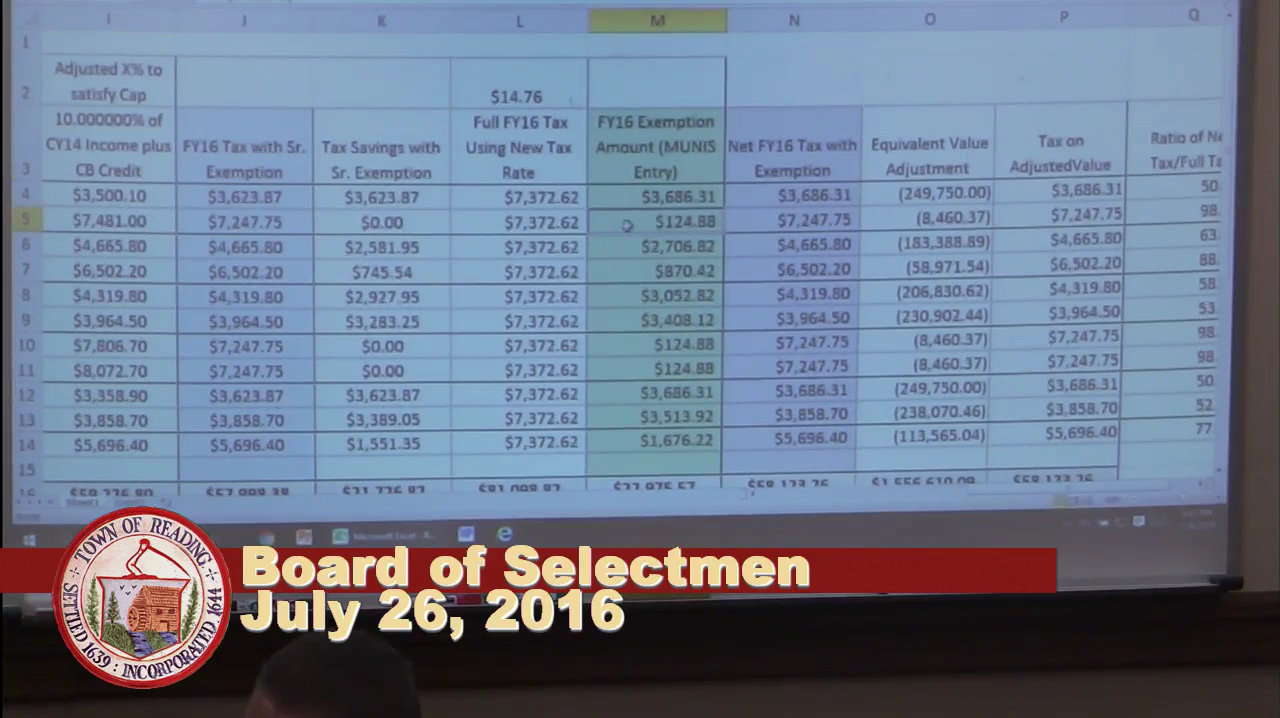 I J K L M N O P Q
1
Adjusted X% to
2 satisfy Cap $14.76
10.000000% of Full FY16 Tax FY16 Exemption
CY14 Income plus FY16 Tax with Sr. Tax Savings with Using New Tax Amount (MUNIS Net FY16 Tax with Equivalent Value Tax on Ratio of
3 CB Credit Exemption Sr. Exemption Rate Entry) Exemption Adjustment AdjustedValue Tax/Full
4 $3,500.10 $3,623.87 $3,623.87 $7,372.62 $3,686.31 $3,686.31 (249,750.00) $3,686.31 50.
5 $7,481.00 $7,247.75 $0.00 $7,372.62 $124.88 $7,247.75 (8,460.37) $7,247.75 98.
6 $4,665.80 $4,665.80 $2,581.95 $7,372.62 $2,706.82 $4,665.80 (183,388.89) $4,665.80 63.
7 $6,502.20 $6,502.20 $745.54 $7,372.62 $870.42 $6,502.20 (58,971.54) $6,502.20 88.
8 $4,319.80 $4,319.80 $2,927.95 $7,372.62 $3,052.82 $4,319.80 (206,830.62) $4,319.80 58.
9 $3,964.50 $3,964.50 $3,283.25 $7,372.62 $3,408.12 $3,964.50 (230,902.44) $3,964.50 53.
10 $7,806.70 $7,247.75 $0.00 $7,372.62 $124.88 $7,247.75 (8,460.37) $7,247.75 98.
11 $8,072.70 $7,247.75 $0.00 $7,372.62 $124.88 $7,247.75 (8,460.37) $7,247.75 98.
12 $3,358.90 $3,623.87 $3,623.87 $7,372.62 $3,686.31 $3,686.31 (249,750.00) $3,686.31 50.
13 $3,858.70 $3,858.70 $3,389.05 $7,372.62 $3,513.92 $3,858.70 (238,070.46) $3,858.70 52.
14 $5,696.40 $5,696.40 $1,551.35 $7,372.62 $1,676.22 $5,696.40 (113,565.04) $5,696.40 77
15
TOWN OF READING
SETTLED 1639 : INCORPORATED 1644
Board of Selectmen
July 26, 2016